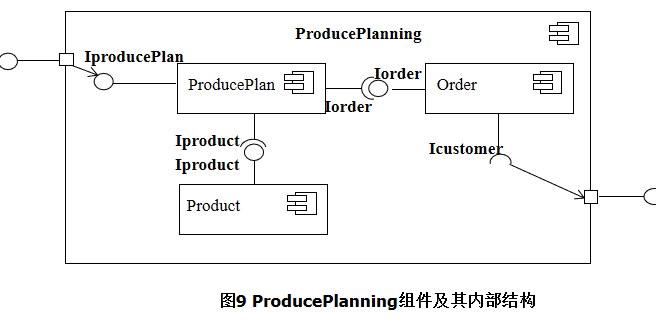 ProducePlanning
IproducePlan
ProducePlan
Iorder
Order
Iorder
Iproduct
Icustomer
Iproduct
Product
图9 ProducePlanning组件及其内部结构